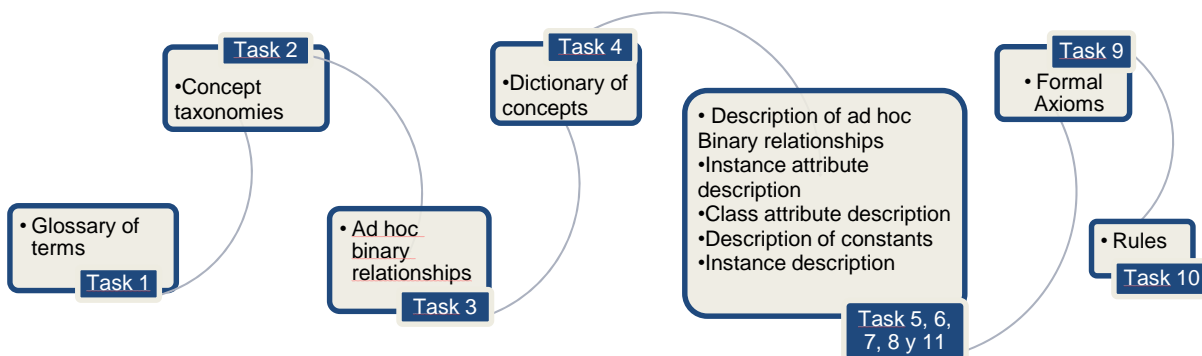 • Glossary of
terms
Task 1
Task 2
•Concept
taxonomies
• Ad hoc
binary
relationships
Task 3
Task 4
•Dictionary of
concepts
• Description of ad hoc
Binary relationships
•Instance attribute
description
•Class attribute description
•Description of constants
•Instance description
Task 5, 6,
7, 8 y 11
Task 9
• Formal
Axioms
• Rules
Task 10